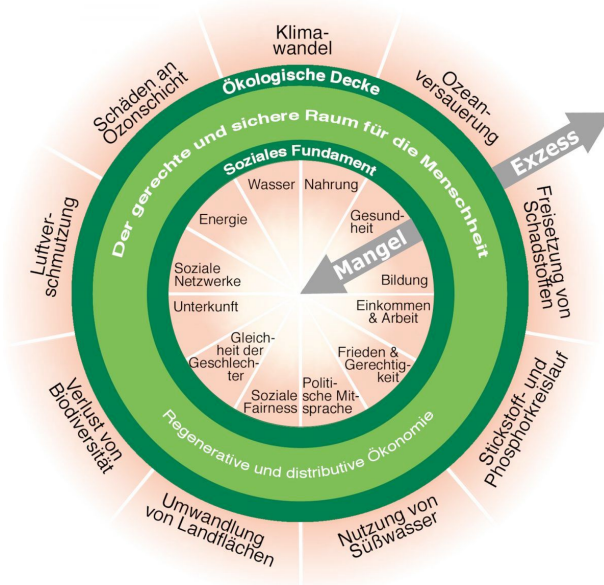 Klima-
wandel
Ozean-
versauerung
Exzess
Freisetzung von
Schadstoffen
Stickstoff- und
Phosphorkreislauf
Nutzung von
Süßwasser
Umwandlung
von Landflächen
Verlust von
Biodiversität
Luftver-
schmutzung
Schäden an
Ozonschicht
Ökologische Decke
Der gerechte und sichere Raum für die Menschheit
Soziales Fundament
Wasser
Nahrung
Gesund-
heit
Mangel
Bildung
Einkommen
& Arbeit
Frieden &
Gerechtig-
keit
Politi-
sche Mit-
sprache
Soziale
Fairness
Gleich-
heit der
Geschlech-
ter
Unterkunft
Soziale
Netzwerke
Energie
Regenerative und distributive Ökonomie